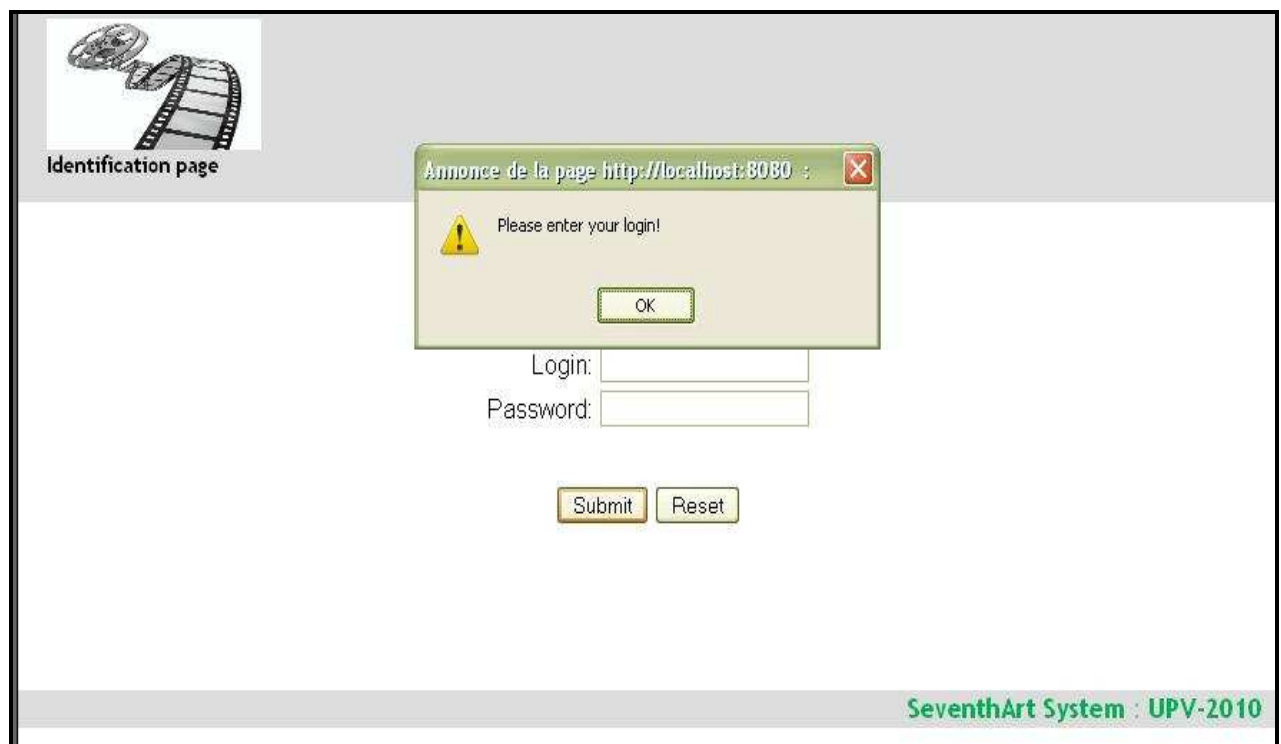 Identification page
Annonce de la page http://localhost:8080 :
Please enter your login!
OK
Login:
Password:
Submit Reset
SeventhArt System : UPV-2010